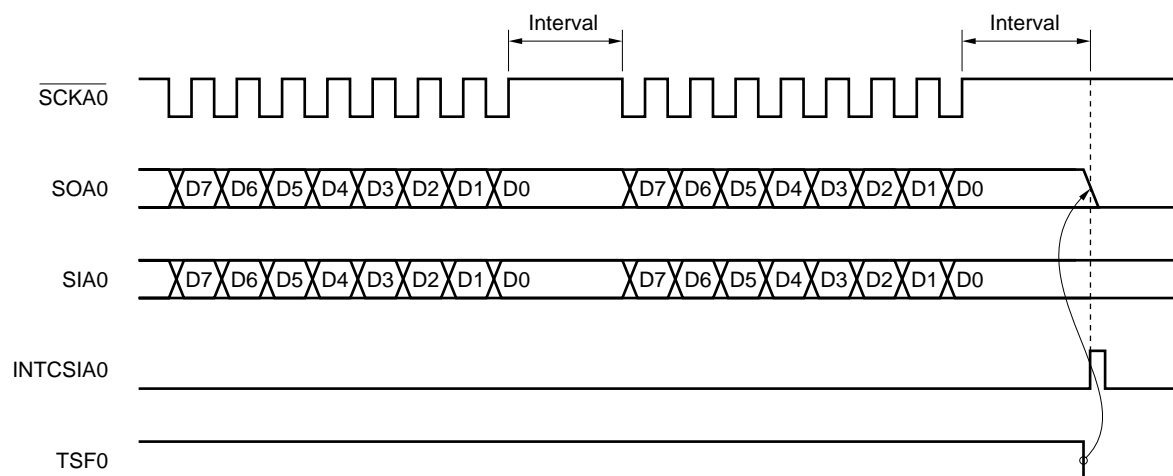 Interval Interval
SCKA0
SOA0 D7 D6 D5 D4 D3 D2 D1 D0 D7 D6 D5 D4 D3 D2 D1 D0
SIA0 D7 D6 D5 D4 D3 D2 D1 D0 D7 D6 D5 D4 D3 D2 D1 D0
INTCSIA0
TSF0